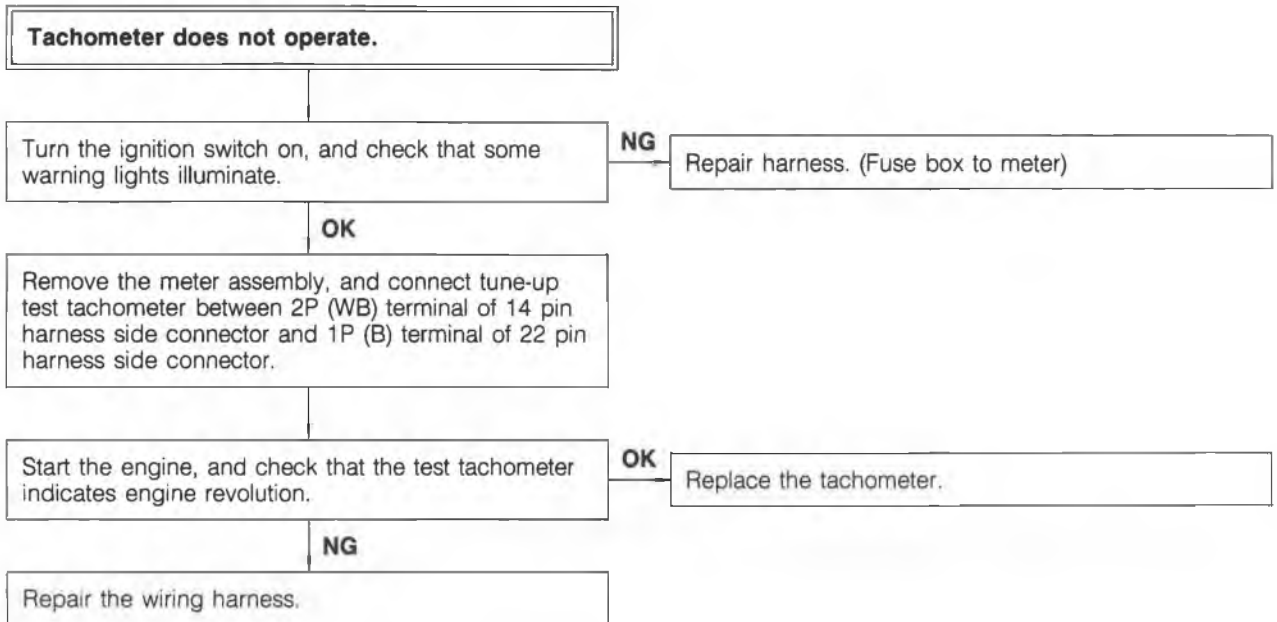 Tachometer does not operate.
Turn the ignition switch on, and check that some
warning lights illuminate.
NG
Repair harness. (Fuse box to meter)
OK
Remove the meter assembly, and connect tune-up
test tachometer between 2P (WB) terminal of 14 pin
harness side connector and 1P (B) terminal of 22 pin
harness side connector.
Start the engine, and check that the test tachometer
indicates engine revolution.
OK
Replace the tachometer.
NG
Repair the wiring harness.